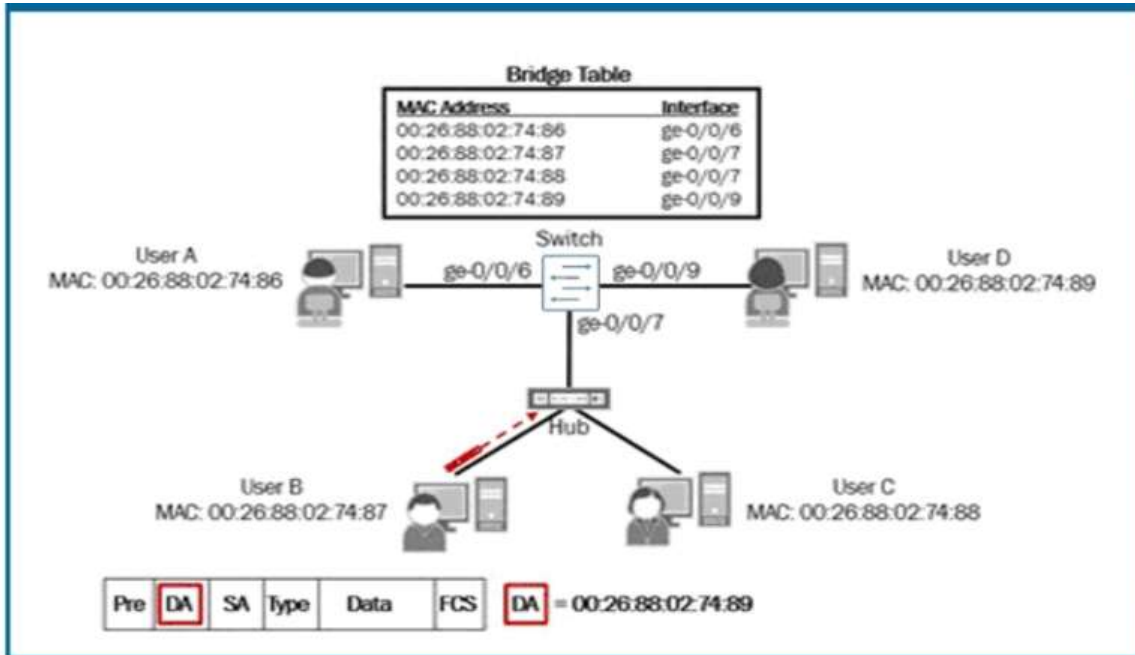 Bridge Table
MAC Address Interface
00:26:88:02:74:86 ge-0/0/6
00:26:88:02:74:87 ge-0/0/7
00:26:88:02:74:88 ge-0/0/7
00:26:88:02:74:89 ge-0/0/9
Switch
User A
MAC: 00:26:88:02:74:86
ge-0/0/6
ge-0/0/9
User D
MAC: 00:26:88:02:74:89
ge-0/0/7
Hub
User B
MAC: 00:26:88:02:74:87
User C
MAC: 00:26:88:02:74:88
Pre DA SA Type Data FCS DA = 00:26:88:02:74:89